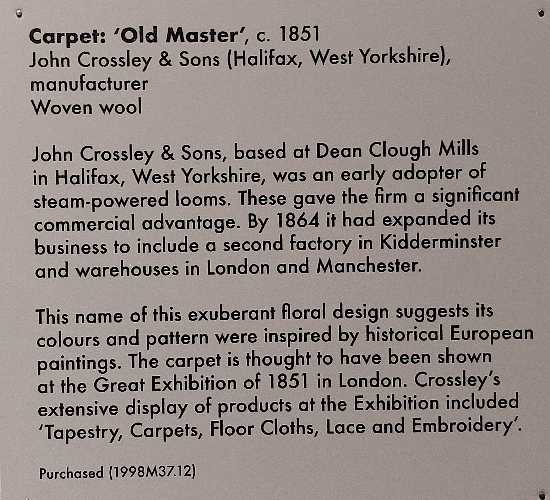 Carpet: ‘Old Master’, c. 1851
John Crossley & Sons (Halifax, West Yorkshire),
manufacturer
Woven wool
John Crossley & Sons, based at Dean Clough Mills
in Halifax, West Yorkshire, was an early adopter of
steam-powered looms. These gave the firm a significant
commercial advantage. By 1864 it had expanded its
business to include a second factory in Kidderminster
and warehouses in London and Manchester.
This name of this exuberant floral design suggests its
colours and pattern were inspired by historical European
paintings. The carpet is thought to have been shown
at the Great Exhibition of 1851 in London. Crossley’s
extensive display of products at the Exhibition included
‘Tapestry, Carpets, Floor Cloths, Lace and Embroidery’.
Purchased (1998M37.12)